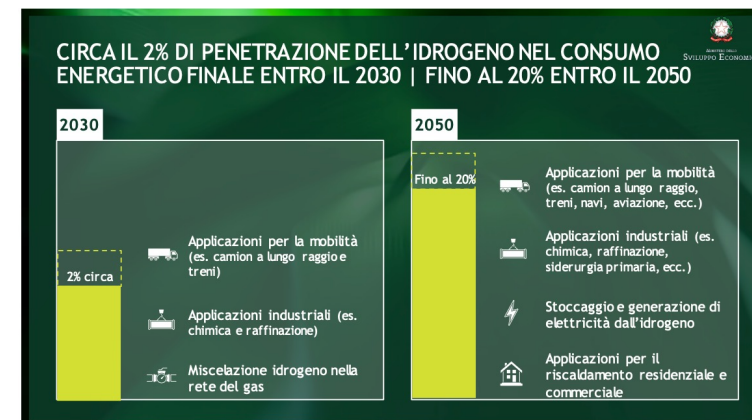 CIRCA IL 2% DI PENETRAZIONE DELL'IDROGENO NEL CONSUMO
ENERGETICO FINALE ENTRO IL 2030 | FINO AL 20% ENTRO IL 2050
MINISTERO DELLO
SVILUPPO ECONOMI
2030
2% circa
Applicazioni per la mobilità
(es. camion a lungo raggio e
treni)
Applicazioni industriali (es.
chimica e raffinazione)
Miscelazione idrogeno nella
rete del gas
2050
Fino al 20%
Applicazioni per la mobilità
(es. camion a lungo raggio,
treni, navi, aviazione, ecc.)
Applicazioni industriali (es.
chimica, raffinazione,
siderurgia primaria, ecc.)
Stoccaggio e generazione di
elettricità dall'idrogeno
Applicazioni per il
riscaldamento residenziale e
commerciale